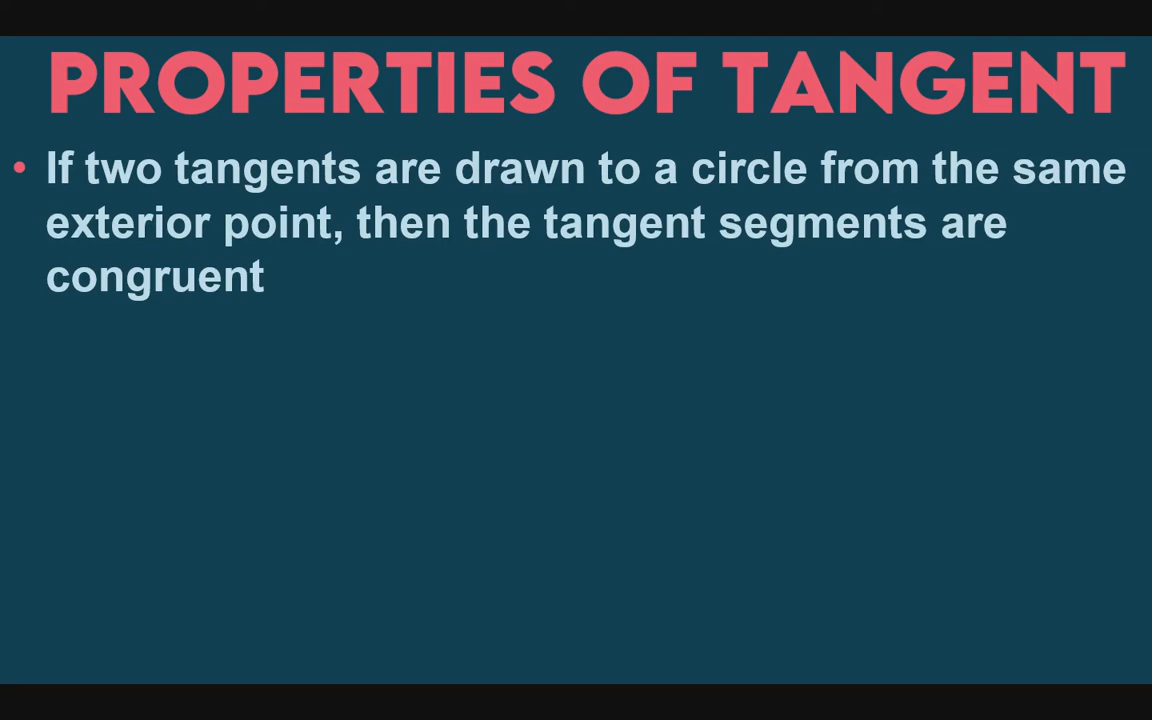 PROPERTIES OF TANGENT
• If two tangents are drawn to a circle from the same
exterior point, then the tangent segments are
congruent